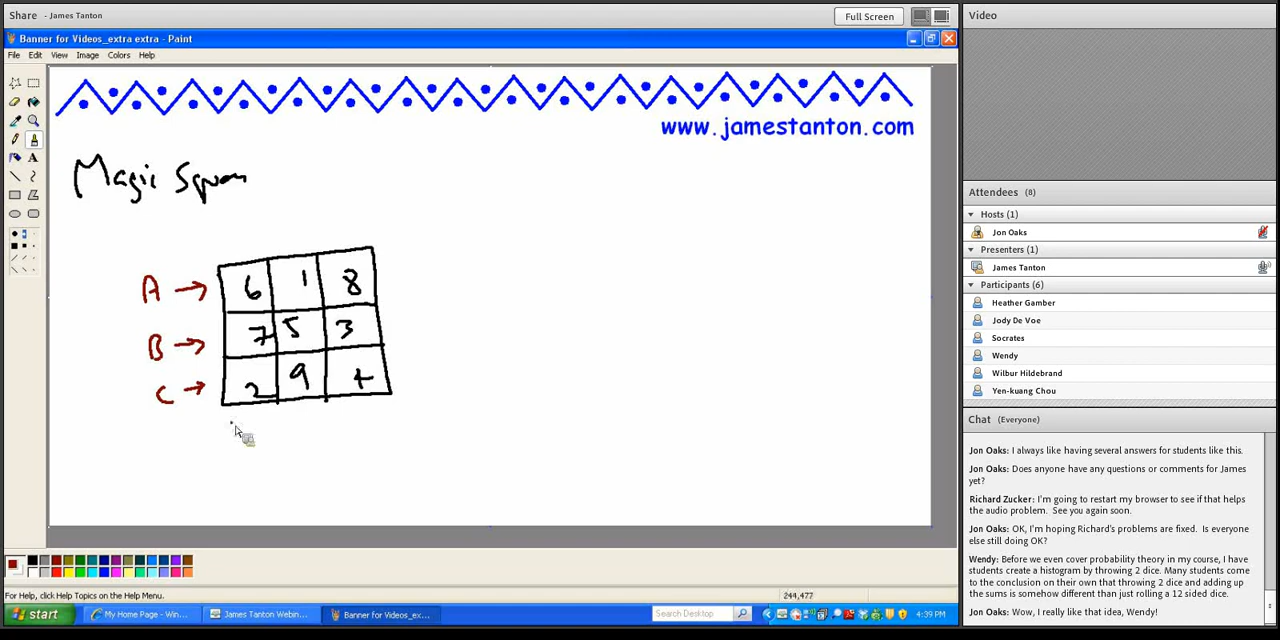 Share - James Tanton
Full Screen
Video
Banner for Videos_extra extra - Paint
File Edit View Image Colors Help
www.jamestanton.com
Magic
A → 6 1 8
B → 7 5 3
C → 2 9 4
Attendees (8)
Hosts (1)
Jon Oaks
Presenters (1)
James Tanton
Participants (6)
Heather Gamber
Jody De Voe
Socrates
Wendy
Wilbur Hildebrand
Yen-kuang Chou
Chat (Everyone)
Jon Oaks: I always like having several answers for students like this.
Jon Oaks: Does anyone have any questions or comments for James
yet?
Richard Zucker: I'm going to restart my browser to see if that helps
the audio problem. See you again soon.
Jon Oaks: OK, I'm hoping Richard's problems are fixed. Is everyone
else still doing OK?
Wendy: Before we even cover probability theory in my course, I have
students create a histogram by throwing 2 dice. Many students come
to the conclusion on their own that throwing 2 dice and adding up
the sums is somehow different than just rolling a 12 sided dice.
Jon Oaks: Wow, I really like that idea, Wendy!
For Help, click Help Topics on the Help Menu.
244,477
start
My Home Page - Win...
James Tanton Webin...
Banner for Videos_ex...
Search Desktop
4:39 PM